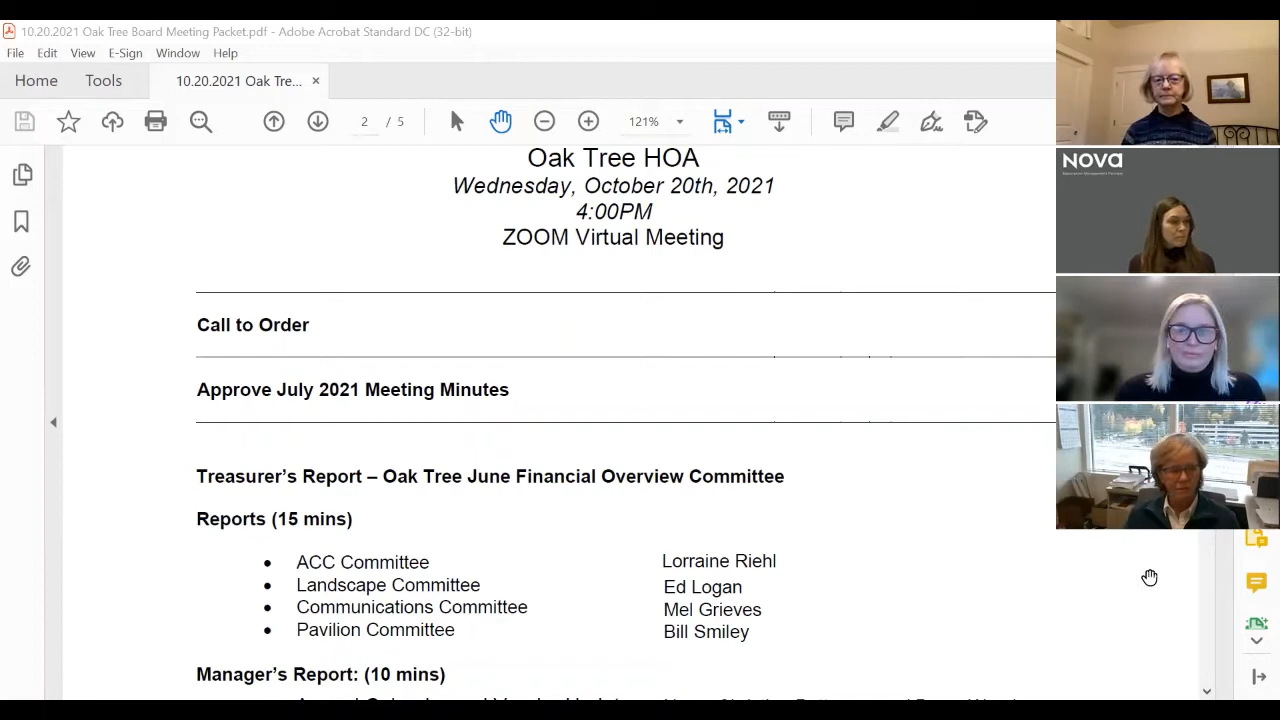 10.20.2021 Oak Tree Board Meeting Packet.pdf - Adobe Acrobat Standard DC (32-bit)
File Edit View E-Sign Window Help
Home Tools 10.20.2021 Oak Tre... ×
2 / 5 121%
Oak Tree HOA
Wednesday, October 20th, 2021
4:00PM
ZOOM Virtual Meeting
Call to Order
Approve July 2021 Meeting Minutes
Treasurer's Report – Oak Tree June Financial Overview Committee
Reports (15 mins)
• ACC Committee Lorraine Riehl
• Landscape Committee Ed Logan
• Communications Committee Mel Grieves
• Pavilion Committee Bill Smiley
Manager's Report: (10 mins)
NOVA